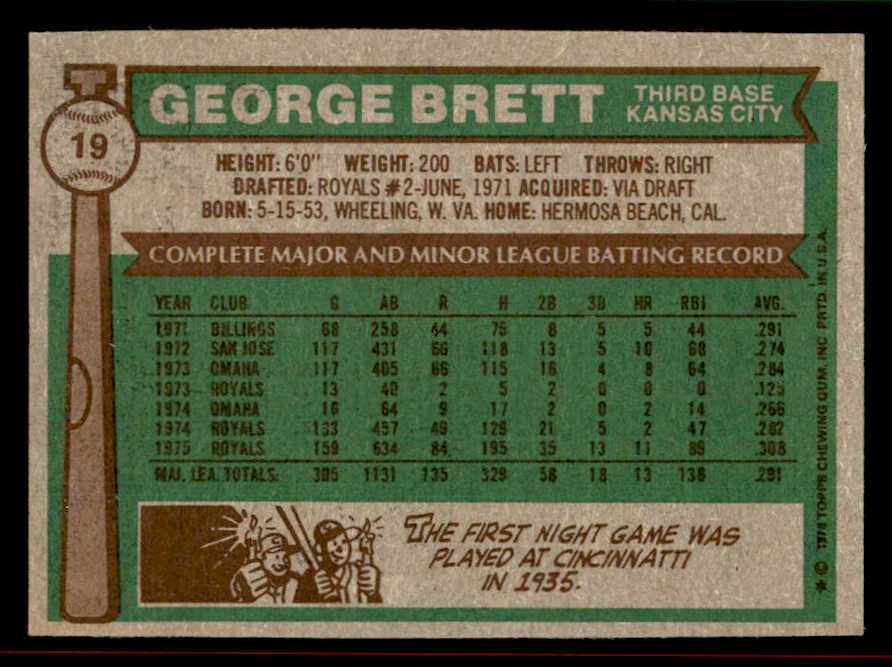 T
19
GEORGE BRETT
THIRD BASE
KANSAS CITY
HEIGHT: 6'0" WEIGHT: 200 BATS: LEFT THROWS: RIGHT
DRAFTED: ROYALS #2-JUNE, 1971 ACQUIRED: VIA DRAFT
BORN: 5-15-53, WHEELING, W. VA. HOME: HERMOSA BEACH, CAL.
COMPLETE MAJOR AND MINOR LEAGUE BATTING RECORD
YEAR CLUB G AB R H 2B 3B HR RBI AVG.
1971 BILLINGS 68 258 44 75 8 5 5 44 .291
1972 SAN JOSE 117 431 66 118 13 5 10 68 .274
1973 OMAHA 117 405 66 115 16 4 8 64 .284
1973 ROYALS 13 40 2 5 2 0 0 0 .125
1974 OMAHA 16 64 9 17 2 0 2 14 .266
1974 ROYALS 133 457 49 129 21 5 2 47 .282
1975 ROYALS 159 634 84 195 35 13 11 89 .308
MAJ. LEA. TOTALS: 305 1131 135 329 58 18 13 136 .291
THE FIRST NIGHT GAME WAS
PLAYED AT CINCINNATTI
IN 1935.
* © 1976 TOPPS CHEWING GUM, INC. PRTD. IN U.S.A.